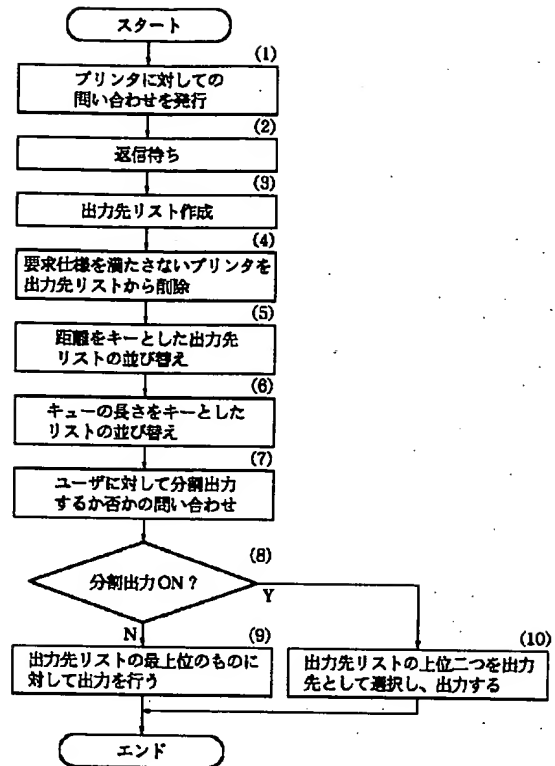 スタート
(1)
プリンタに対しての
問い合わせを発行
(2)
返信待ち
(3)
出力先リスト作成
(4)
要求仕様を満たさないプリンタを
出力先リストから削除
(5)
距離をキーとした出力先
リストの並び替え
(6)
キューの長さをキーとした
リストの並び替え
(7)
ユーザに対して分割出力
するか否かの問い合わせ
(8)
分割出力ON?
Y
N
(9)
出力先リストの最上位のものに
対して出力を行う
(10)
出力先リストの上位二つを出力
先として選択し、出力する
エンド